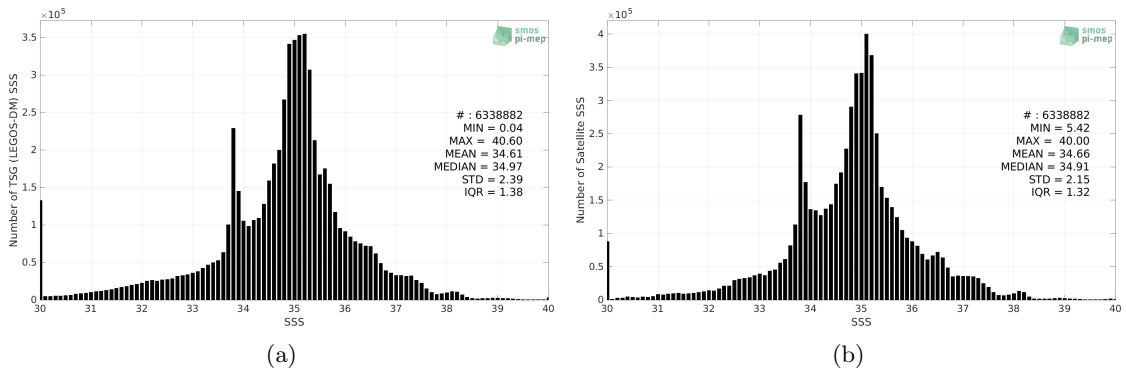 ×10^5
3.5
3
2.5
2
1.5
1
0.5
0
30 31 32 33 34 35 36 37 38 39 40
SSS
Number of TSG (LEGOS-DM) SSS
smos
pi-mep
# : 6338882
MIN = 0.04
MAX = 40.60
MEAN = 34.61
MEDIAN = 34.97
STD = 2.39
IQR = 1.38
(a)
×10^5
4
3.5
3
2.5
2
1.5
1
0.5
0
30 31 32 33 34 35 36 37 38 39 40
SSS
Number of Satellite SSS
smos
pi-mep
# : 6338882
MIN = 5.42
MAX = 40.00
MEAN = 34.66
MEDIAN = 34.91
STD = 2.15
IQR = 1.32
(b)